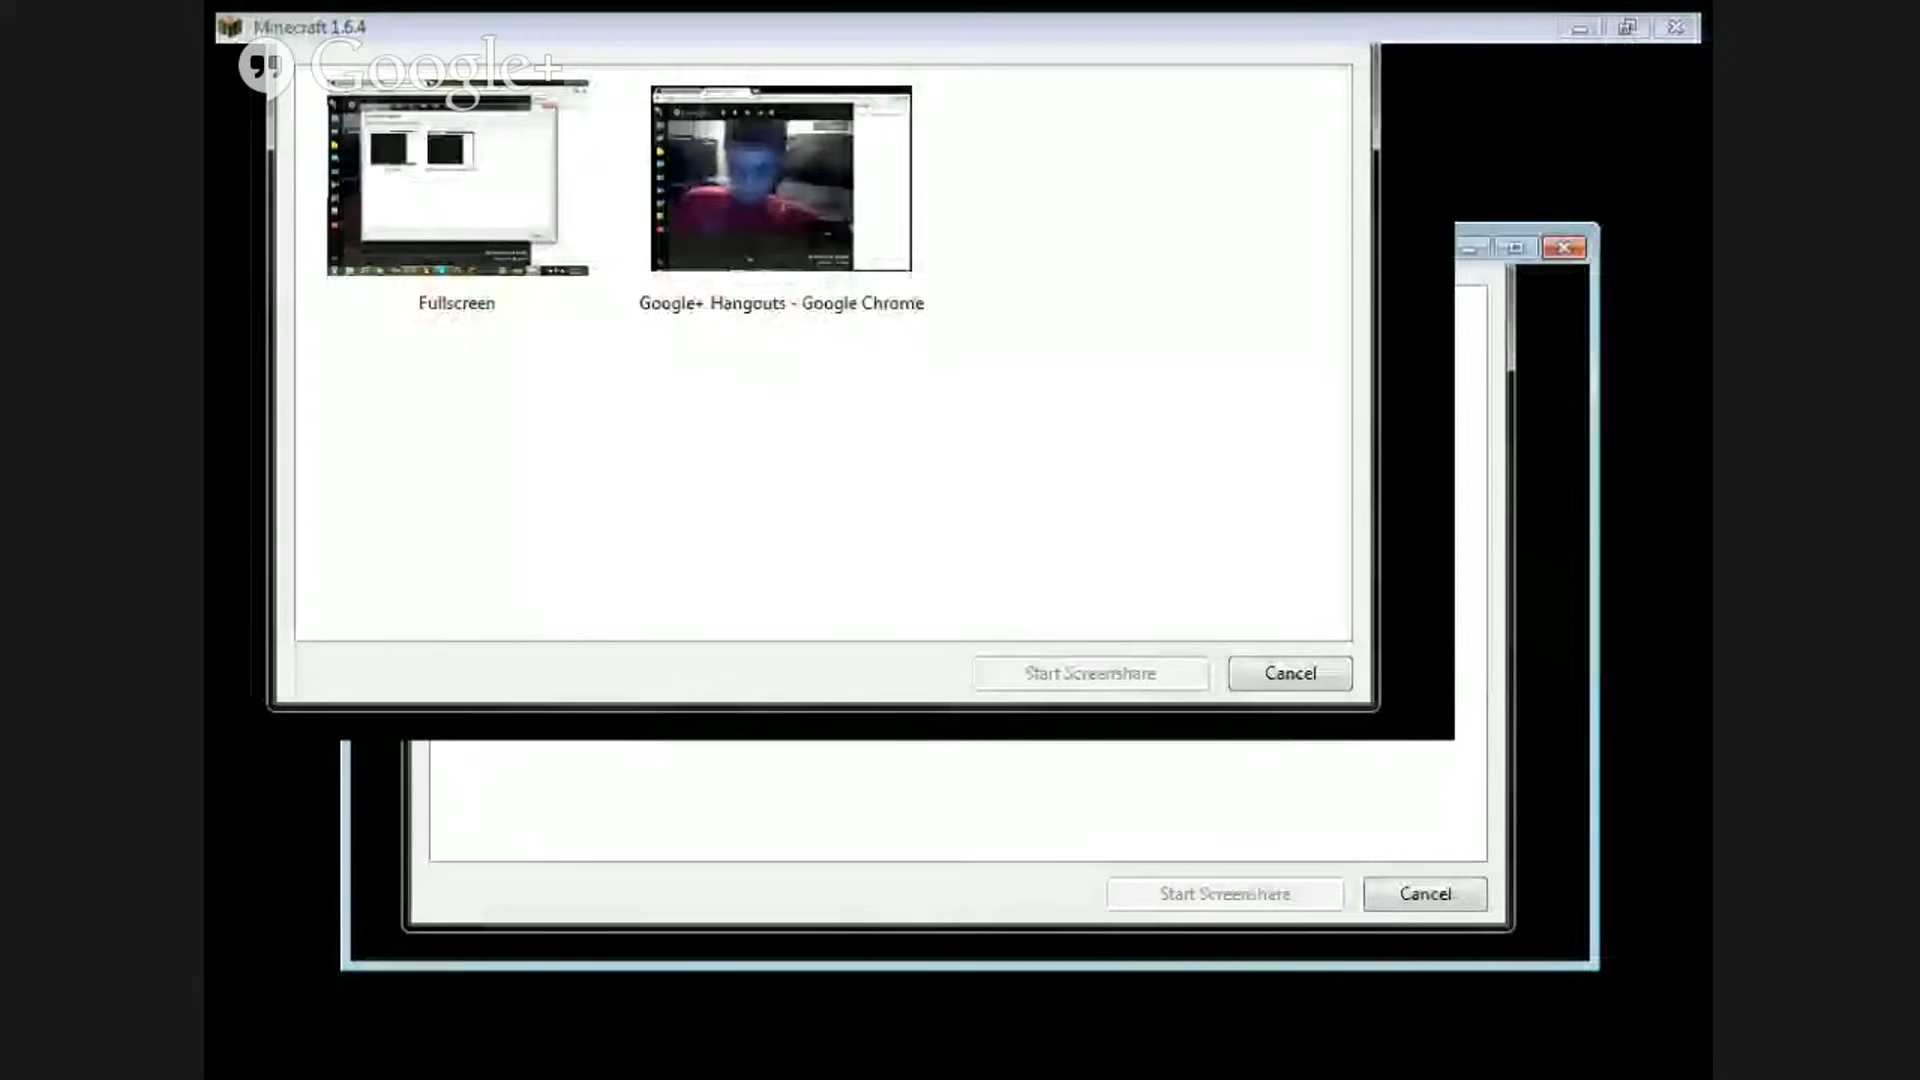 Minecraft 1.6.4
Google+
Fullscreen
Google+ Hangouts - Google Chrome
Start Screenshare
Cancel
Start Screenshare
Cancel